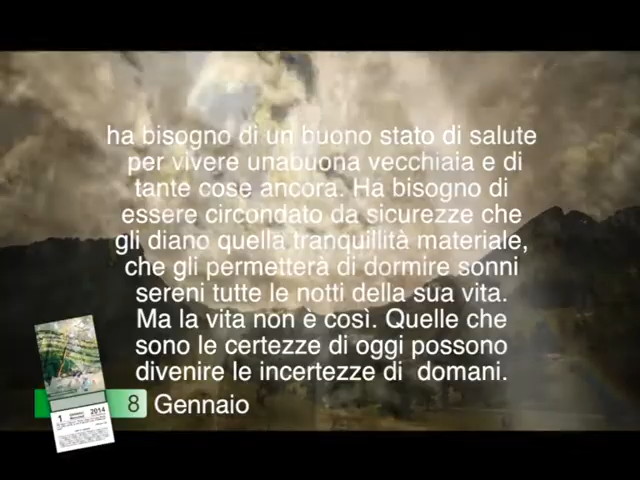 ha bisogno di un buono stato di salute
per vivere unabuona vecchiaia e di
tante cose ancora. Ha bisogno di
essere circondato da sicurezze che
gli diano quella tranquillità materiale,
che gli permetterà di dormire sonni
sereni tutte le notti della sua vita.
Ma la vita non è così. Quelle che
sono le certezze di oggi possono
divenire le incertezze di  domani.
8 Gennaio
1
2014